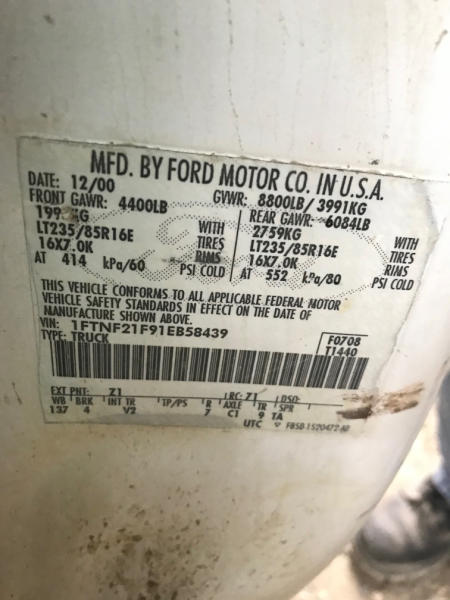 MFD. BY FORD MOTOR CO. IN U.S.A.
DATE: 12/00 GVWR: 8800LB/ 3991KG
FRONT GAWR: 4400LB REAR GAWR: 6084LB
KG WITH 2759KG WITH
LT235/85R16E TIRES LT235/85R16E TIRES
16X7.0K RIMS 16X7.0K RIMS
AT 414 kPa/60 PSI COLD AT 552 kPa/80 PSI COLD
THIS VEHICLE CONFORMS TO ALL APPLICABLE FEDERAL MOTOR
VEHICLE SAFETY STANDARDS IN EFFECT ON THE DATE OF
MANUFACTURE SHOWN ABOVE.
VIN: 1FTNF21F91EB58439 F0708
TYPE: TRUCK T1440
EXT PNT: Z1 RC: Z1 DSO:
WB BRK INT TR TP/PS R AXLE TR SPR
137 4 V2 7 C1 9 TA
UTC